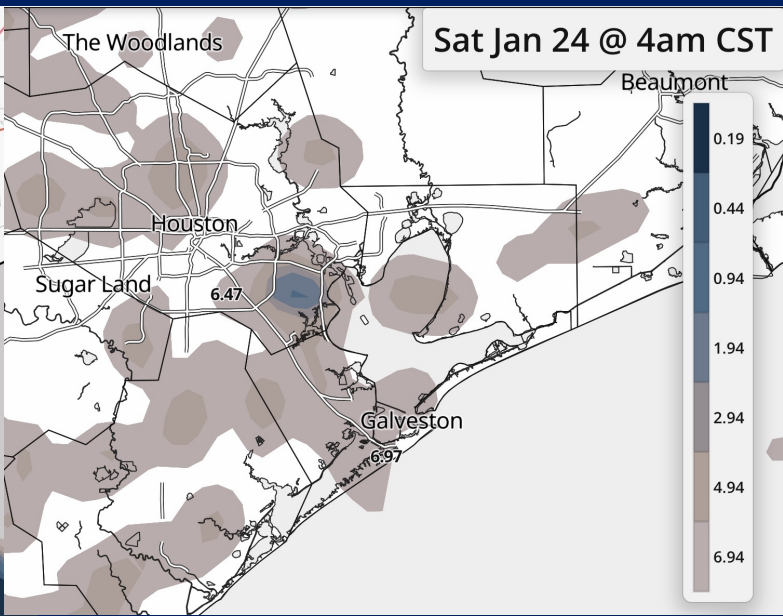 Sat Jan 24 @ 4am CST
The Woodlands
Beaumont
0.19
0.44
Houston
0.94
Sugar Land
6.47
1.94
2.94
Galveston
6.97
4.94
6.94